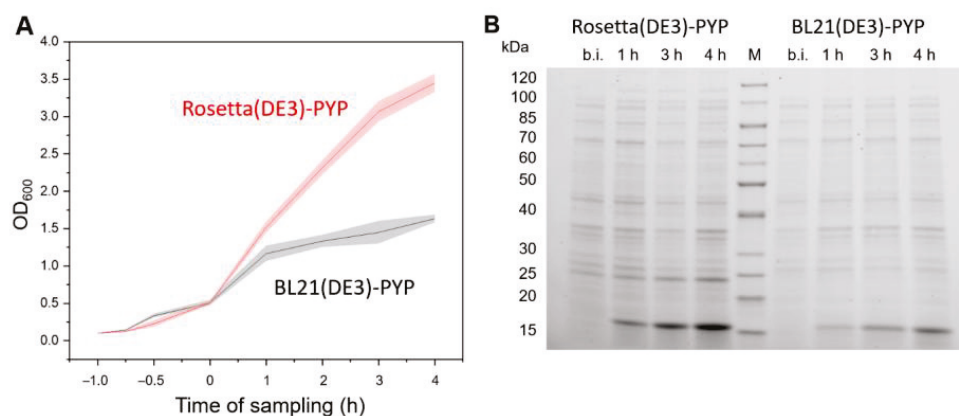 A
4.0
3.5
3.0
2.5
2.0
1.5
1.0
0.5
0.0
OD600
Rosetta(DE3)-PYP
BL21(DE3)-PYP
–1.0 –0.5 0 1 2 3 4
Time of sampling (h)
B
Rosetta(DE3)-PYP BL21(DE3)-PYP
kDa b.i. 1 h 3 h 4 h M b.i. 1 h 3 h 4 h
120
100
85
70
60
50
40
30
25
20
15